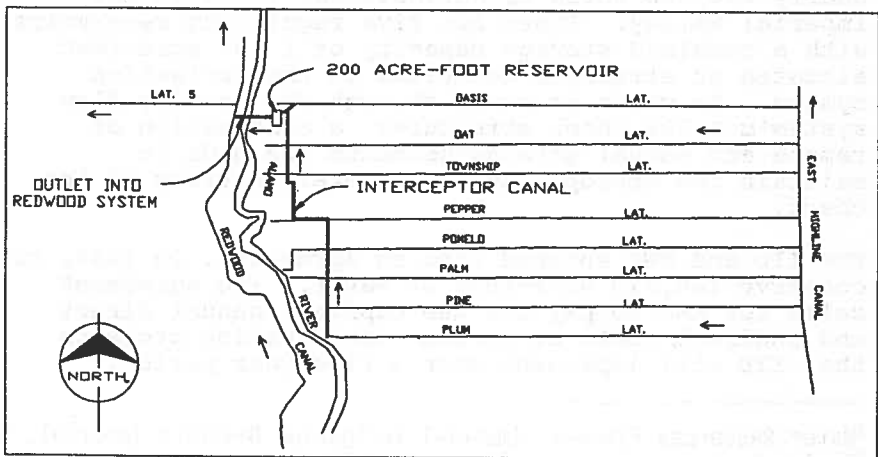 200 ACRE-FOOT RESERVOIR
LAT. 5
OASIS LAT.
OAT LAT.
TOWNSHIP LAT.
OUTLET INTO
REDWOOD SYSTEM
ALAMO
INTERCEPTOR CANAL
EAST
HIGHLINE
CANAL
PEPPER LAT.
POMELO LAT.
PALM LAT.
PINE LAT.
PLUM LAT.
REDWOOD
CANAL
RIVER
NORTH